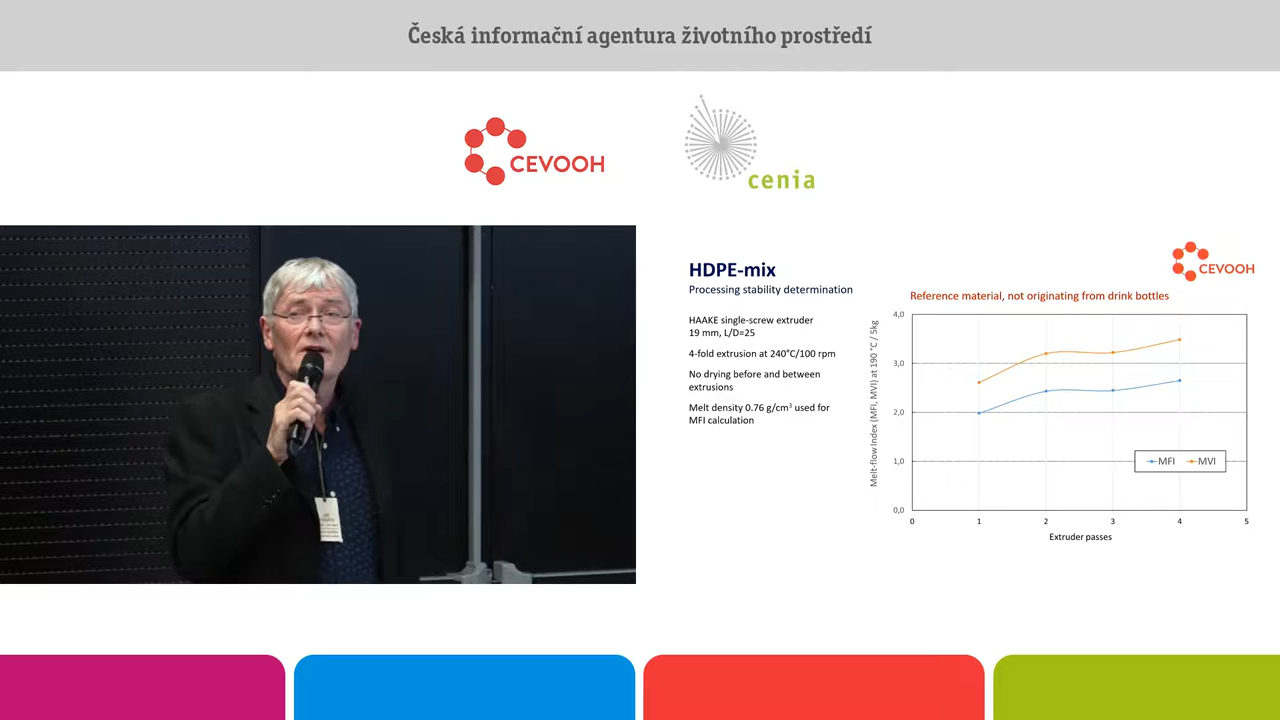 Česká informační agentura životního prostředí
CEVOOH
cenia
CEVOOH
HDPE-mix
Processing stability determination
HAAKE single-screw extruder
19 mm, L/D=25
4-fold extrusion at 240°C/100 rpm
No drying before and between
extrusions
Melt density 0.76 g/cm³ used for
MFI calculation
Reference material, not originating from drink bottles
Melt-flow Index (MFI, MVI) at 190 °C / 5kg
4,0
3,0
2,0
1,0
0,0
MFI
MVI
0 1 2 3 4 5
Extruder passes